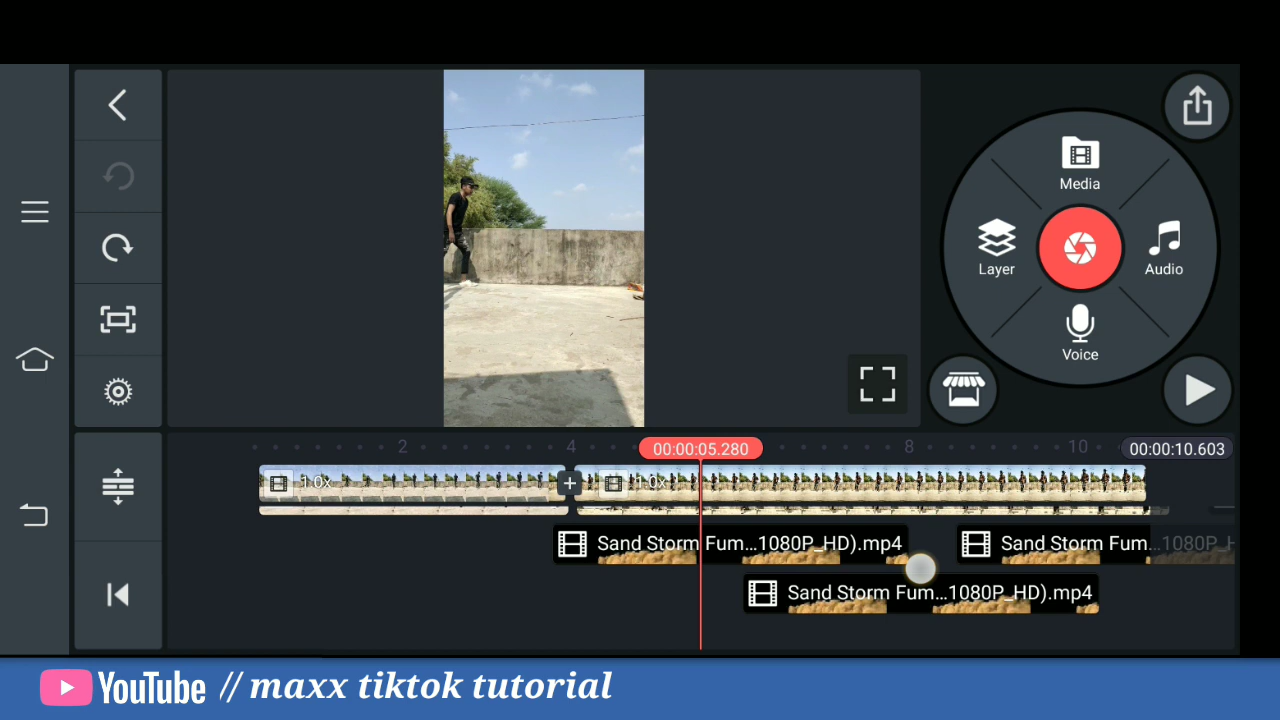 Media
Layer
Audio
Voice
2
4
00:00:05.280
8
10
00:00:10.603
1.0x
1.0x
Sand Storm Fum...1080P_HD).mp4
Sand Storm Fum...1080P_H
Sand Storm Fum...1080P_HD).mp4
YouTube // maxx tiktok tutorial